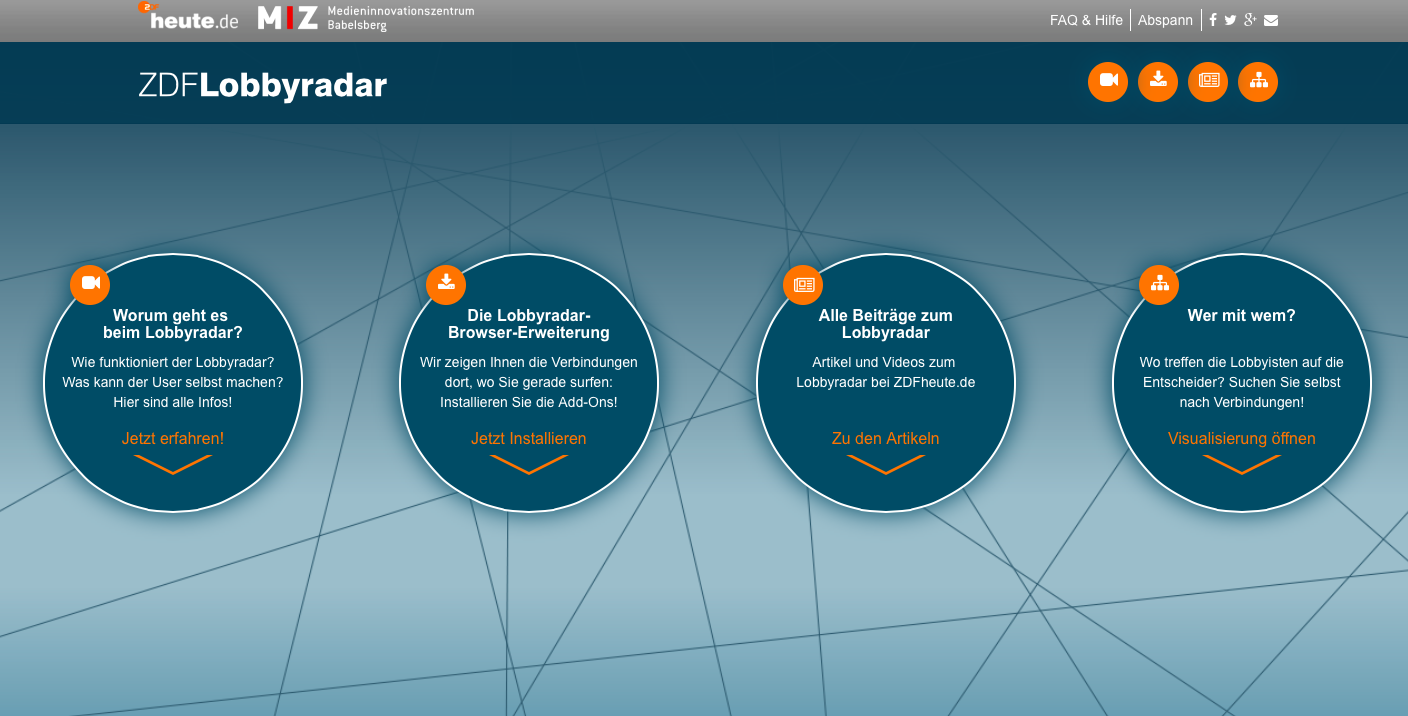 heute.de MIZ Medieninnovationszentrum
Babelsberg
FAQ & Hilfe Abspann
ZDFLobbyradar
Worum geht es
beim Lobbyradar?
Wie funktioniert der Lobbyradar?
Was kann der User selbst machen?
Hier sind alle Infos!
Jetzt erfahren!
Die Lobbyradar-
Browser-Erweiterung
Wir zeigen Ihnen die Verbindungen
dort, wo Sie gerade surfen:
Installieren Sie die Add-Ons!
Jetzt Installieren
Alle Beiträge zum
Lobbyradar
Artikel und Videos zum
Lobbyradar bei ZDFheute.de
Zu den Artikeln
Wer mit wem?
Wo treffen die Lobbyisten auf die
Entscheider? Suchen Sie selbst
nach Verbindungen!
Visualisierung öffnen